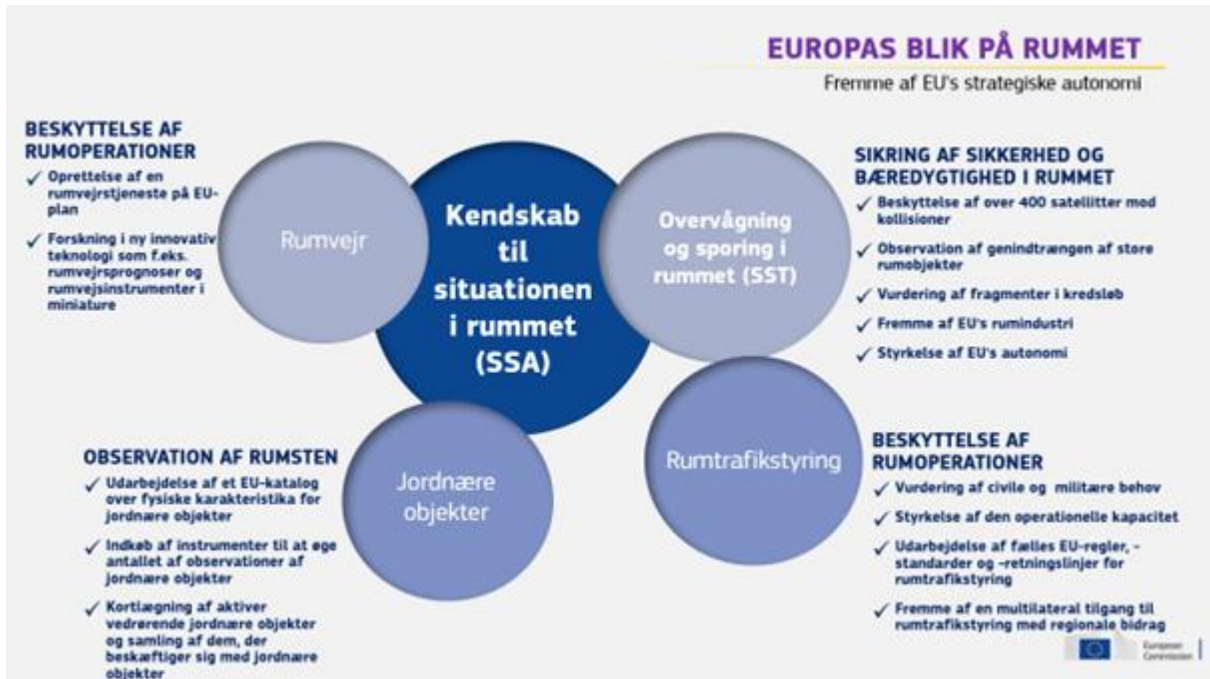 EUROPAS BLIK PÅ RUMMET
Fremme af EU's strategiske autonomi
BESKYTTELSE AF
RUMOPERATIONER
✓ Oprettelse af en
rumvejrstjeneste på EU-
plan
✓ Forskning i ny innovativ
teknologi som f.eks.
rumvejrsprognoser og
rumvejsinstrumenter i
miniature
Rumvejr
Kendskab
til
situationen
i rummet
(SSA)
Overvågning
og sporing i
rummet (SST)
SIKRING AF SIKKERHED OG
BÆREDYGTIGHED I RUMMET
✓ Beskyttelse af over 400 satellitter mod
kollisioner
✓ Observation af genindtrængen af store
rumobjekter
✓ Vurdering af fragmenter i kredsløb
✓ Fremme af EU's rumindustri
✓ Styrkelse af EU's autonomi
OBSERVATION AF RUMSTEN
✓ Udarbejdelse af et EU-katalog
over fysiske karakteristika for
jordnære objekter
✓ Indkøb af instrumenter til at øge
antallet af observationer af
jordnære objekter
✓ Kortlægning af aktiver
vedrørende jordnære objekter
og samling af dem, der
beskæftiger sig med jordnære
objekter
Jordnære
objekter
Rumtrafikstyring
BESKYTTELSE AF
RUMOPERATIONER
✓ Vurdering af civile og militære behov
✓ Styrkelse af den operationelle kapacitet
✓ Udarbejdelse af fælles EU-regler, -
standarder og -retningslinjer for
rumtrafikstyring
✓ Fremme af en multilateral tilgang til
rumtrafikstyring med regionale bidrag
European
Commission